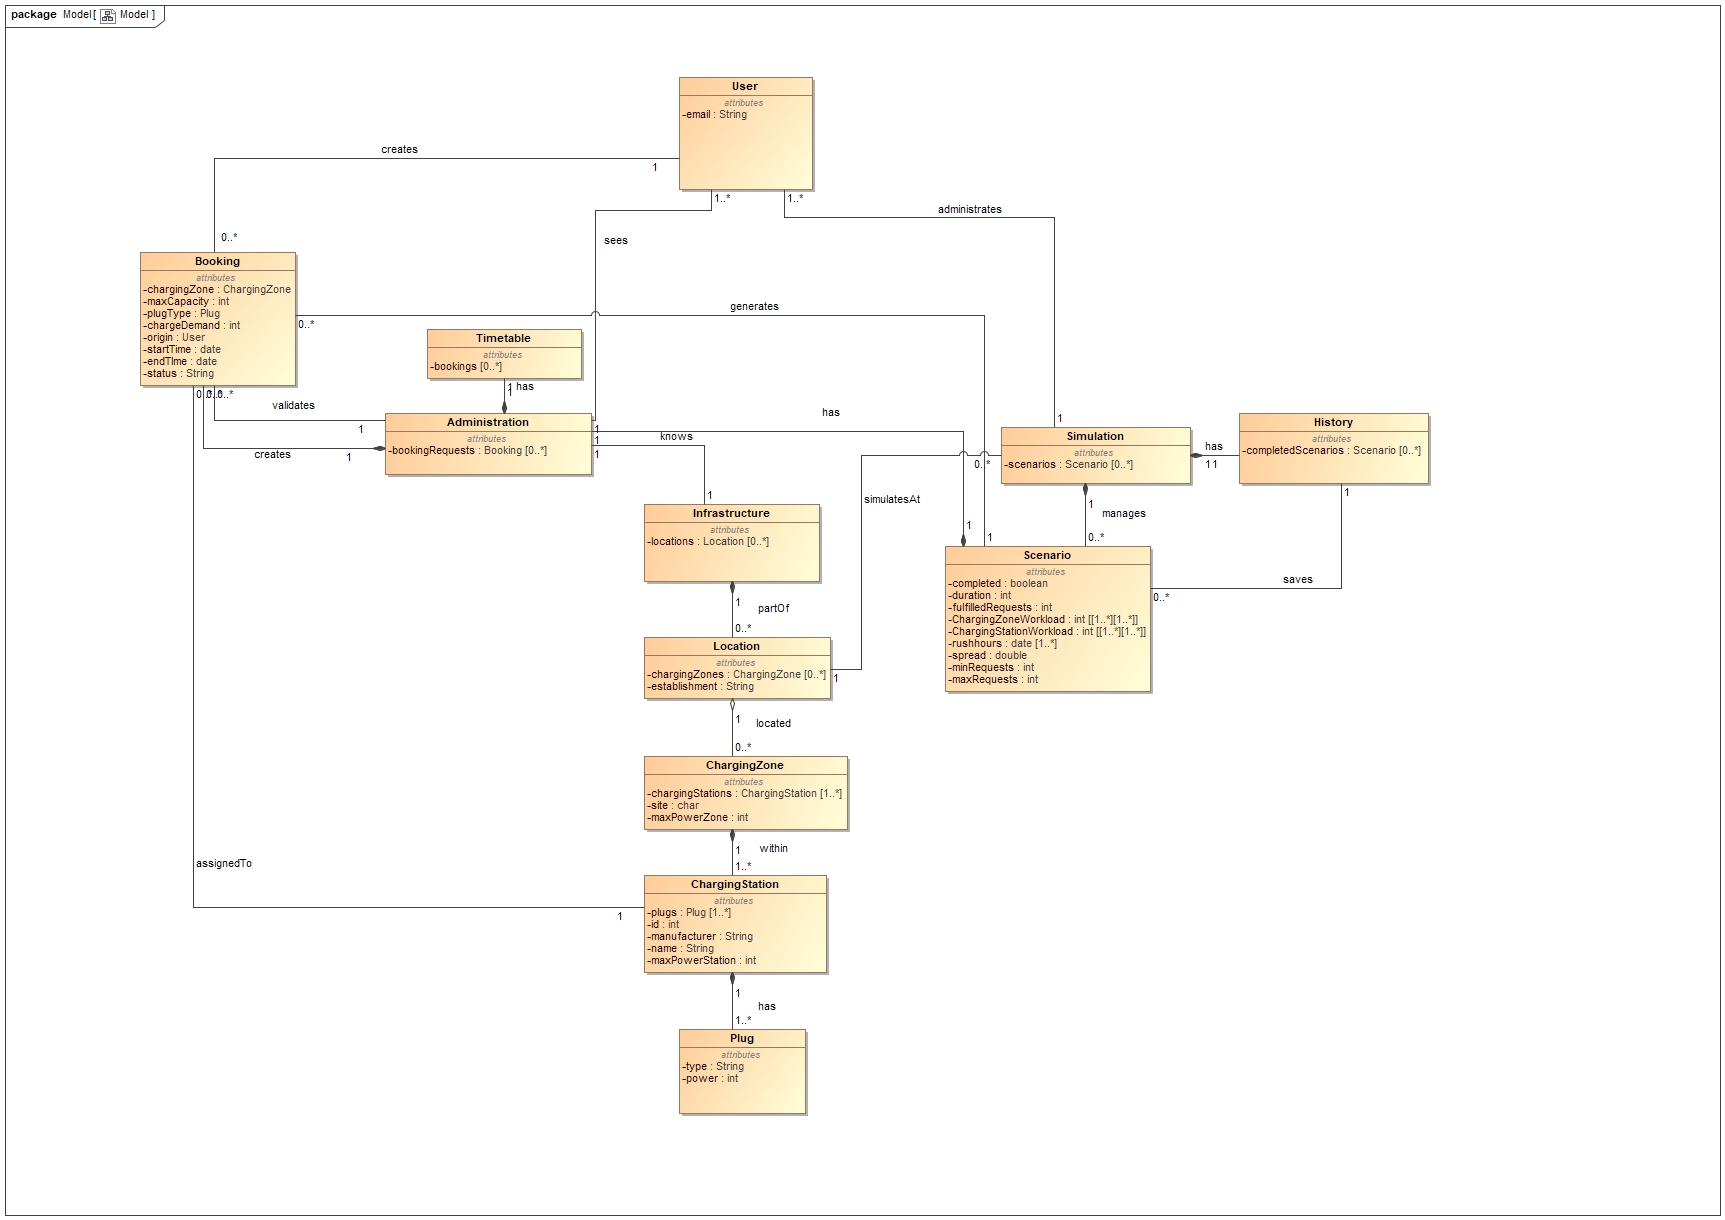 package Model[ Model ]
User
attributes
-email : String
creates
1
1..*
1..*
administrates
0..*
sees
Booking
attributes
-chargingZone : ChargingZone
-maxCapacity : int
-plugType : Plug
-chargeDemand : int
-origin : User
-startTime : date
-endTIme : date
-status : String
generates
0..*
Timetable
attributes
-bookings [0..*]
1
has
1
0..*
0..*
0..*
validates
1
creates
1
Administration
attributes
-bookingRequests : Booking [0..*]
has
1
1
knows
1
1
1
Simulation
attributes
-scenarios : Scenario [0..*]
0..*
has
1
1
History
attributes
-completedScenarios : Scenario [0..*]
1
simulatesAt
1
manages
0..*
1
1
Infrastructure
attributes
-locations : Location [0..*]
1
partOf
0..*
Scenario
attributes
-completed : boolean
-duration : int
-fulfilledRequests : int
-ChargingZoneWorkload : int [[1..*][1..*]]
-ChargingStationWorkload : int [[1..*][1..*]]
-rushhours : date [1..*]
-spread : double
-minRequests : int
-maxRequests : int
saves
0..*
Location
attributes
-chargingZones : ChargingZone [0..*]
-establishment : String
1
1
located
0..*
ChargingZone
attributes
-chargingStations : ChargingStation [1..*]
-site : char
-maxPowerZone : int
1
within
1..*
assignedTo
1
ChargingStation
attributes
-plugs : Plug [1..*]
-id : int
-manufacturer : String
-name : String
-maxPowerStation : int
1
has
1..*
Plug
attributes
-type : String
-power : int